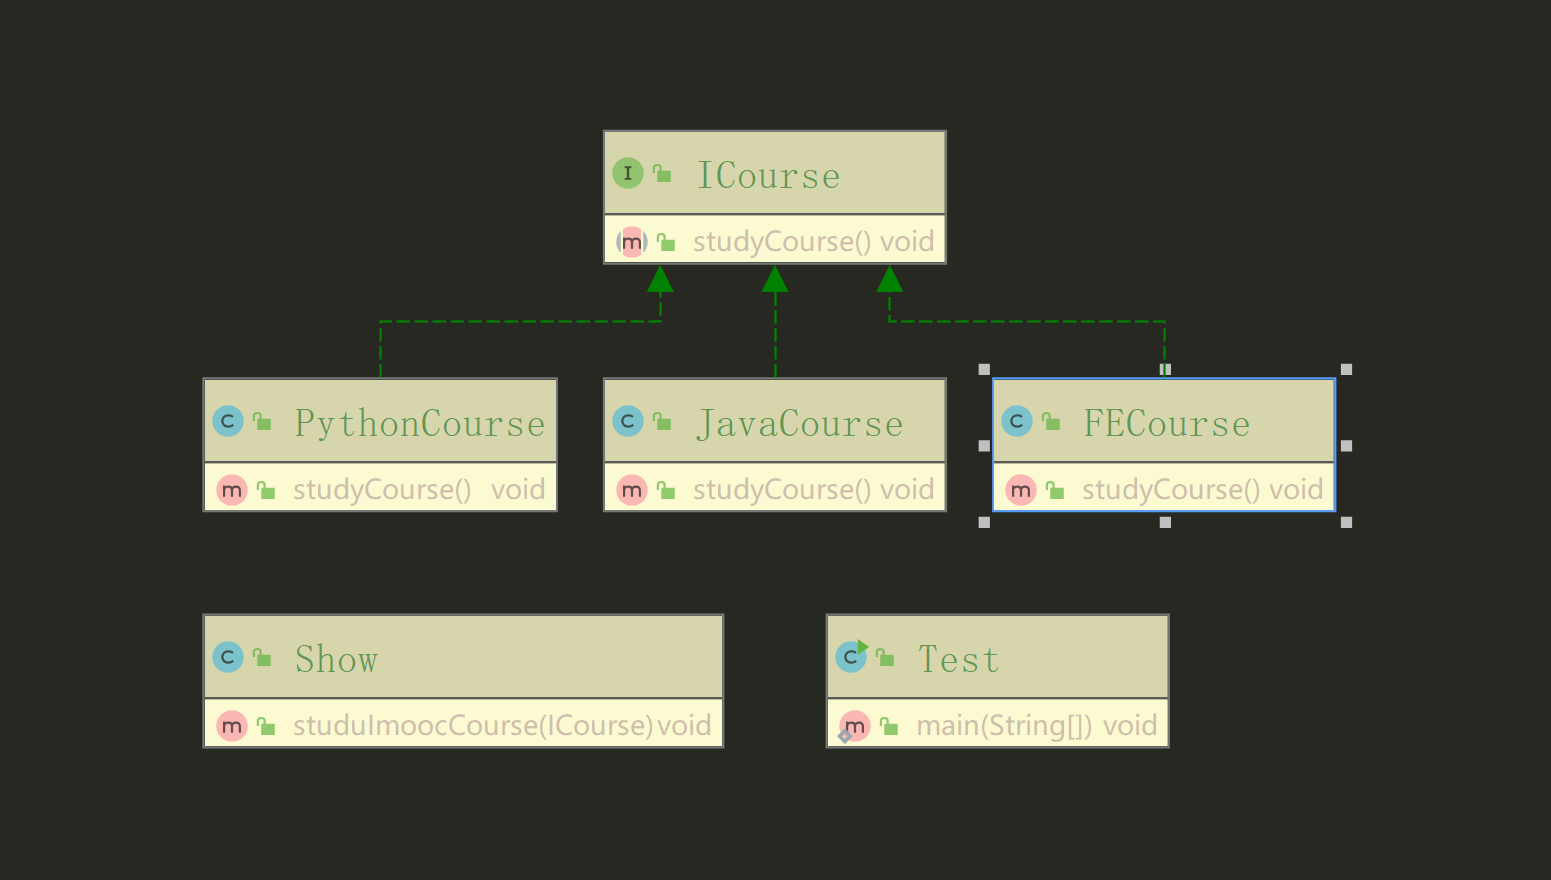 I ICourse
m studyCourse() void
C PythonCourse
m studyCourse() void
C JavaCourse
m studyCourse() void
C FECourse
m studyCourse() void
C Show
m studuImoocCourse(ICourse) void
C Test
m main(String[]) void